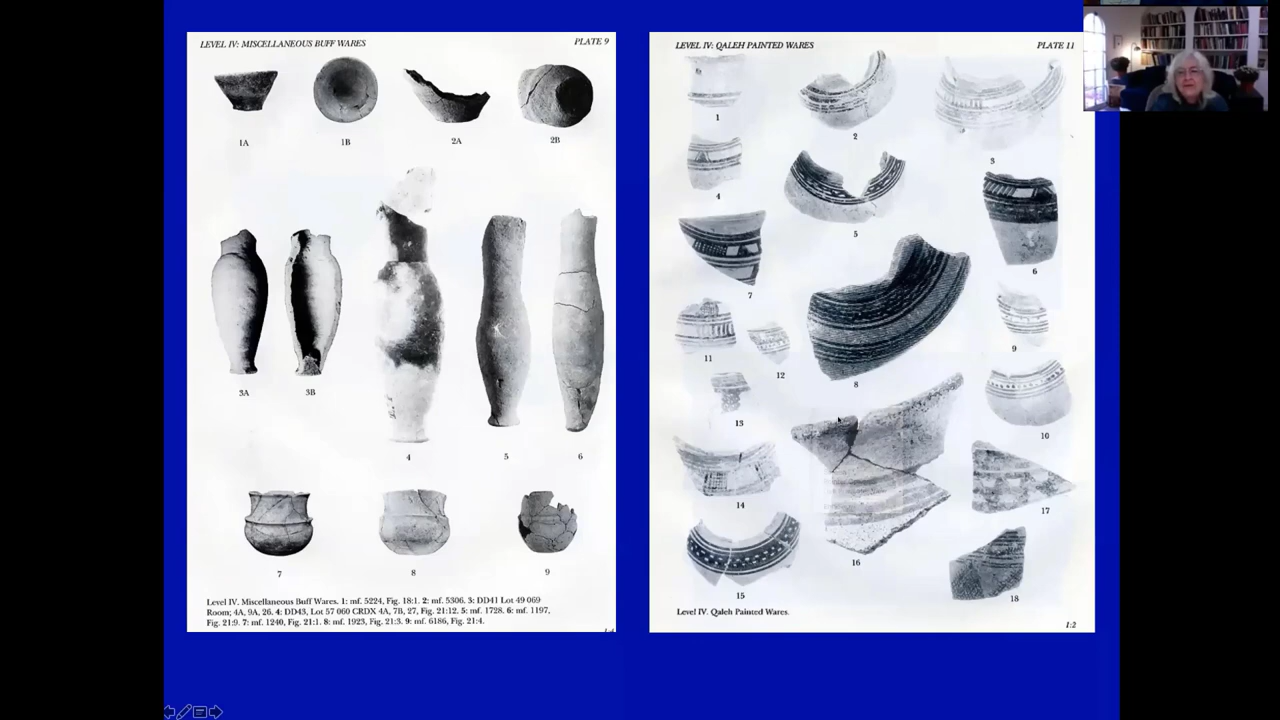 LEVEL IV: MISCELLANEOUS BUFF WARES
PLATE 9
1A
1B
2A
2B
3A
3B
4
5
6
7
8
9
Level IV. Miscellaneous Buff Wares. 1: mf. 5224, Fig. 18:1. 2: mf. 5306. 3: DD41 Lot 49 069
Room; 4A, 9A, 26. 4: DD43, Lot 57 060 CRDX 4A, 7B, 27, Fig. 21:12. 5: mf. 1728. 6: mf. 1197,
Fig. 21:9. 7: mf. 1240, Fig. 21:1. 8: mf. 1923, Fig. 21:3. 9: mf. 6186, Fig. 21:4.
LEVEL IV: QALEH PAINTED WARES
PLATE 11
1
2
3
4
5
6
7
8
9
10
11
12
13
14
15
16
17
18
Level IV. Qaleh Painted Wares.
1:2